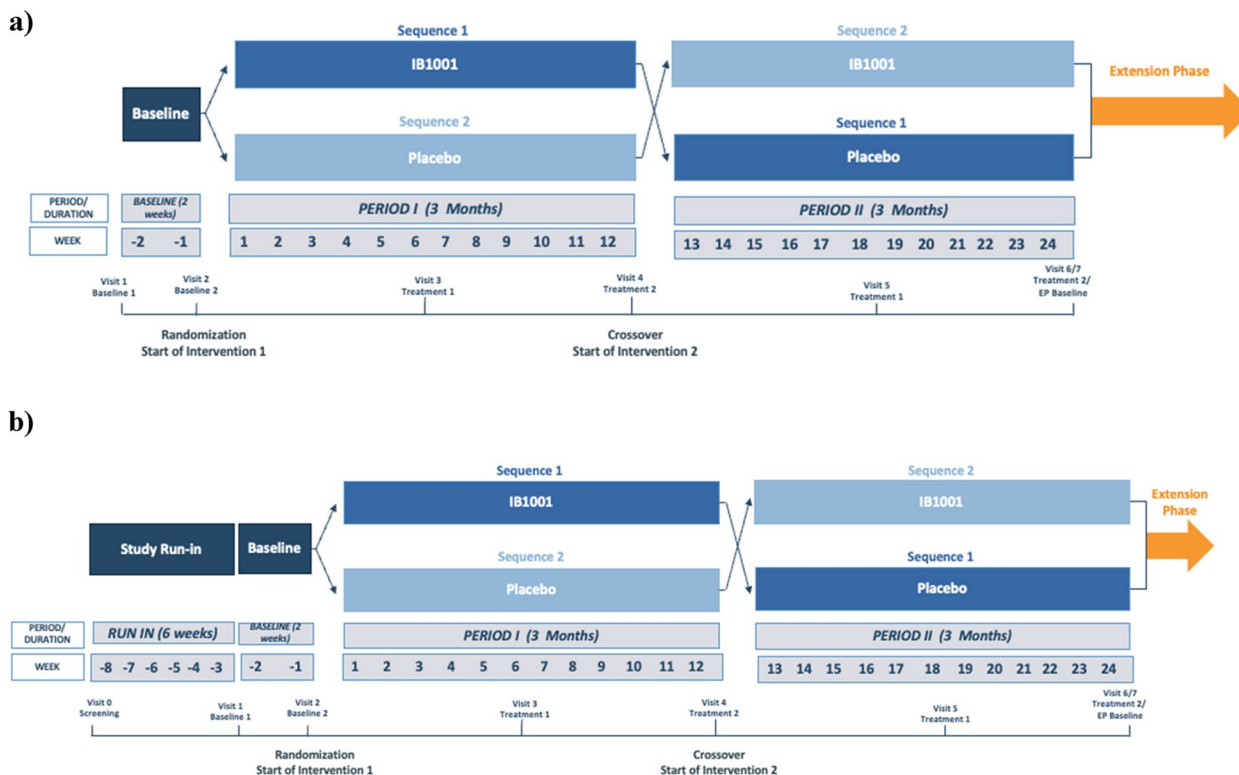 a)
Sequence 1
Sequence 2
IB1001
IB1001
Extension Phase
Baseline
Sequence 2
Sequence 1
Placebo
Placebo
PERIOD/
DURATION
BASELINE (2
weeks)
PERIOD I (3 Months)
PERIOD II (3 Months)
WEEK
-2 -1
1 2 3 4 5 6 7 8 9 10 11 12
13 14 15 16 17 18 19 20 21 22 23 24
Visit 1
Baseline 1
Visit 2
Baseline 2
Visit 3
Treatment 1
Visit 4
Treatment 2
Visit 5
Treatment 1
Visit 6/7
Treatment 2/
EP Baseline
Randomization
Start of Intervention 1
Crossover
Start of Intervention 2
b)
Sequence 1
Sequence 2
IB1001
IB1001
Extension
Phase
Study Run-in
Baseline
Sequence 2
Sequence 1
Placebo
Placebo
PERIOD/
DURATION
RUN IN (6 weeks)
BASELINE (2
weeks)
PERIOD I (3 Months)
PERIOD II (3 Months)
WEEK
-8 -7 -6 -5 -4 -3
-2 -1
1 2 3 4 5 6 7 8 9 10 11 12
13 14 15 16 17 18 19 20 21 22 23 24
Visit 0
Screening
Visit 1
Baseline 1
Visit 2
Baseline 2
Visit 3
Treatment 1
Visit 4
Treatment 2
Visit 5
Treatment 1
Visit 6/7
Treatment 2/
EP Baseline
Randomization
Start of Intervention 1
Crossover
Start of Intervention 2